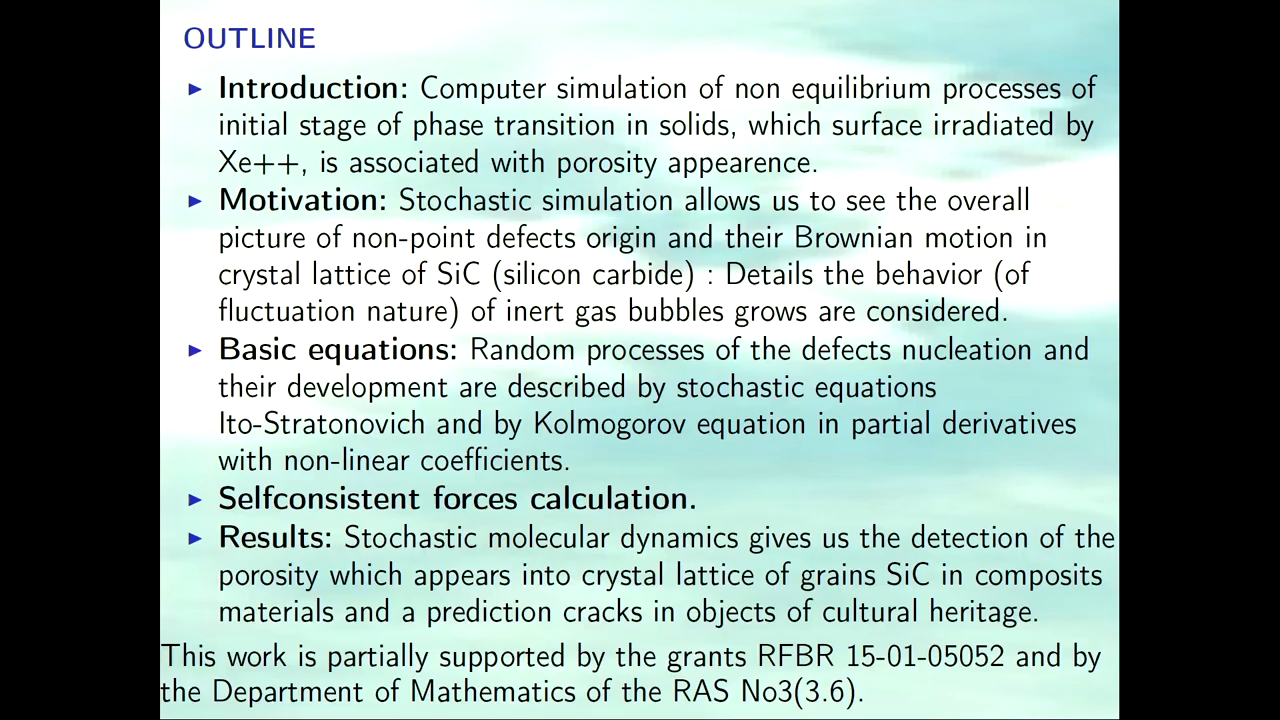 OUTLINE
▶ Introduction: Computer simulation of non equilibrium processes of
initial stage of phase transition in solids, which surface irradiated by
Xe++, is associated with porosity appearence.
▶ Motivation: Stochastic simulation allows us to see the overall
picture of non-point defects origin and their Brownian motion in
crystal lattice of SiC (silicon carbide) : Details the behavior (of
fluctuation nature) of inert gas bubbles grows are considered.
▶ Basic equations: Random processes of the defects nucleation and
their development are described by stochastic equations
Ito-Stratonovich and by Kolmogorov equation in partial derivatives
with non-linear coefficients.
▶ Selfconsistent forces calculation.
▶ Results: Stochastic molecular dynamics gives us the detection of the
porosity which appears into crystal lattice of grains SiC in composits
materials and a prediction cracks in objects of cultural heritage.
This work is partially supported by the grants RFBR 15-01-05052 and by
the Department of Mathematics of the RAS No3(3.6).